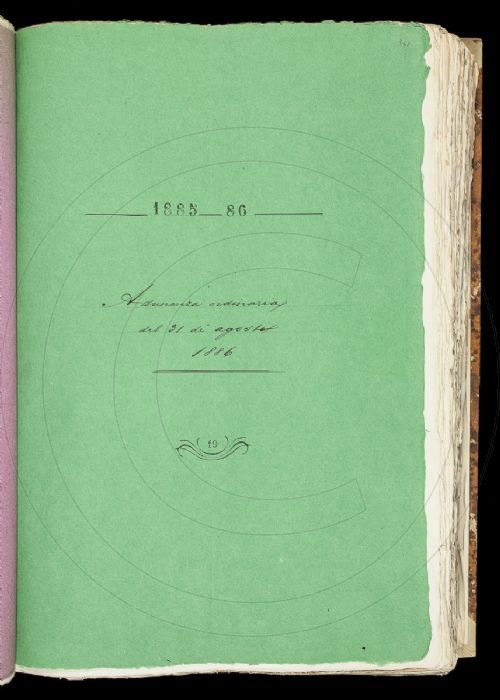 1885-86
Adunanza ordinaria
del 31 di agosto
1886
19